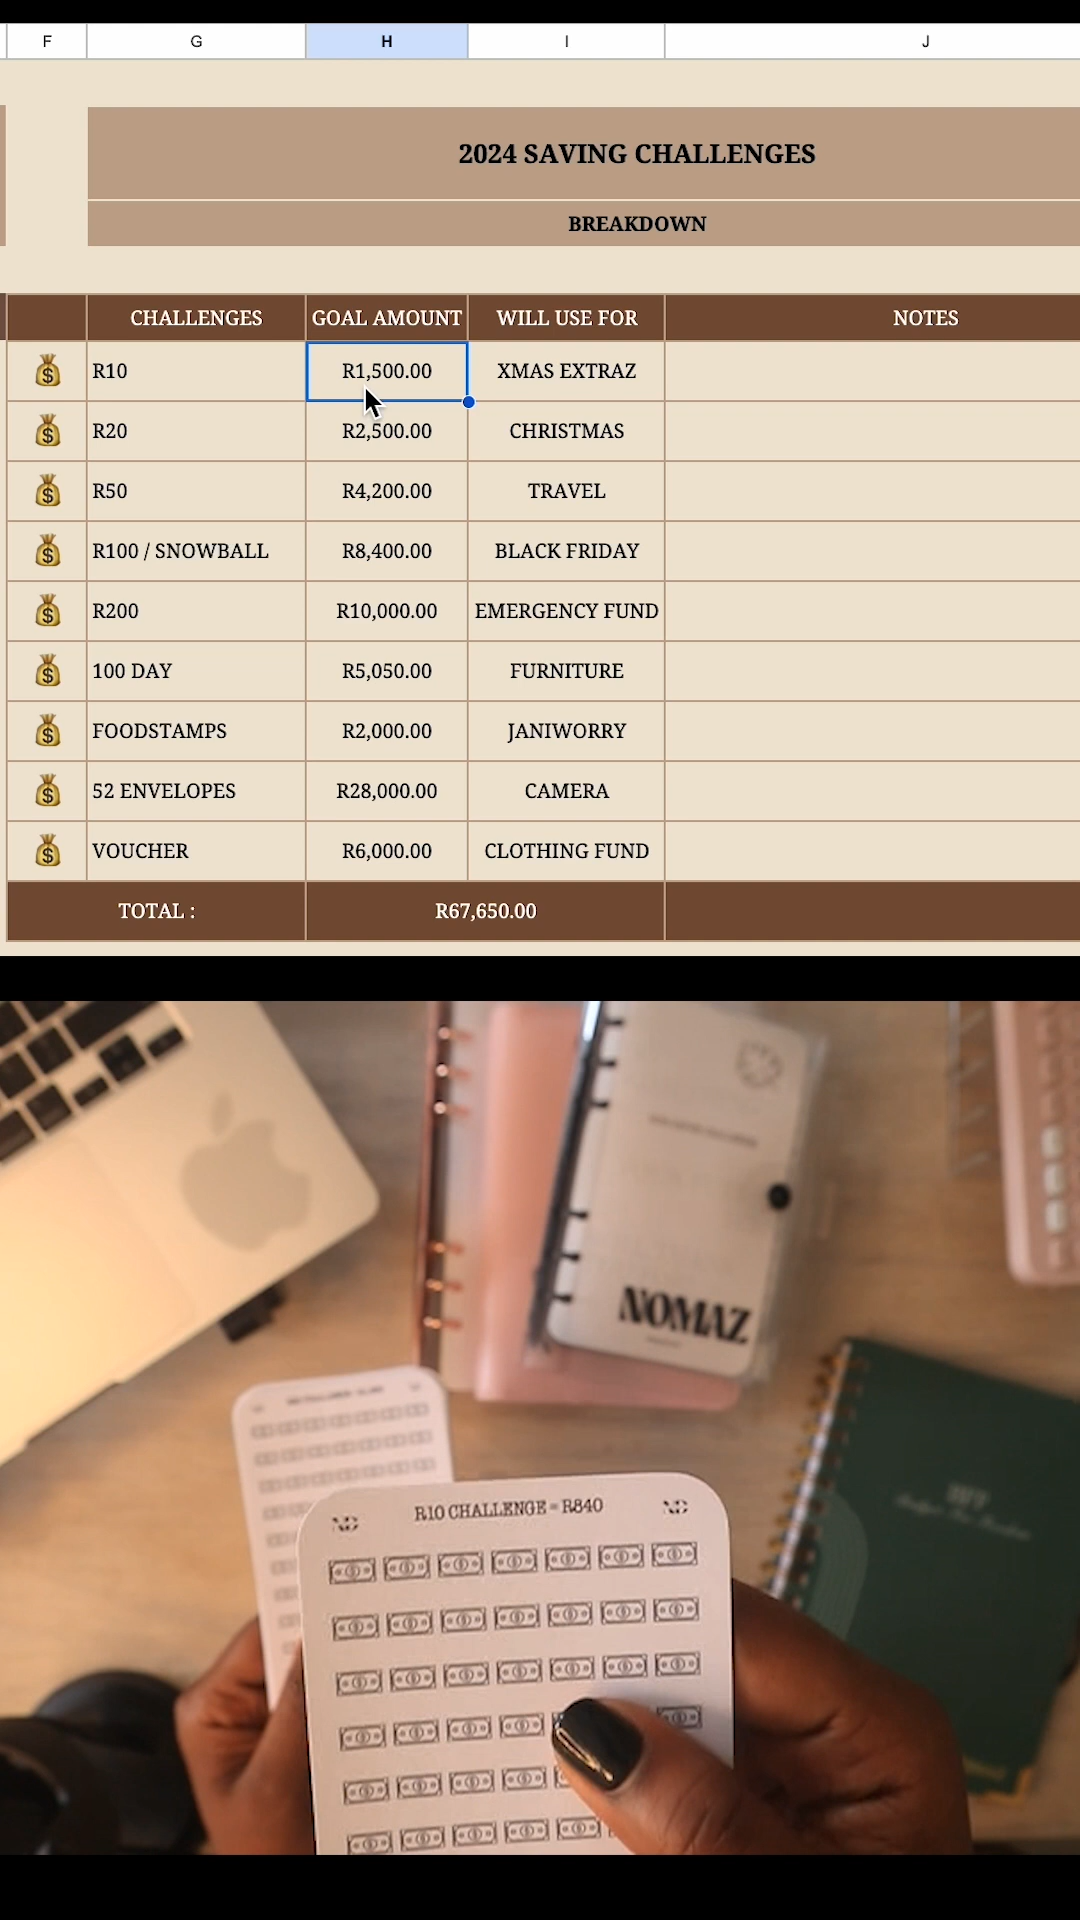 F G H I J
2024 SAVING CHALLENGES
BREAKDOWN
CHALLENGES GOAL AMOUNT WILL USE FOR NOTES
R10 R1,500.00 XMAS EXTRAZ
R20 R2,500.00 CHRISTMAS
R50 R4,200.00 TRAVEL
R100 / SNOWBALL R8,400.00 BLACK FRIDAY
R200 R10,000.00 EMERGENCY FUND
100 DAY R5,050.00 FURNITURE
FOODSTAMPS R2,000.00 JANIWORRY
52 ENVELOPES R28,000.00 CAMERA
VOUCHER R6,000.00 CLOTHING FUND
TOTAL : R67,650.00
NOMAZ
R10 CHALLENGE = R840